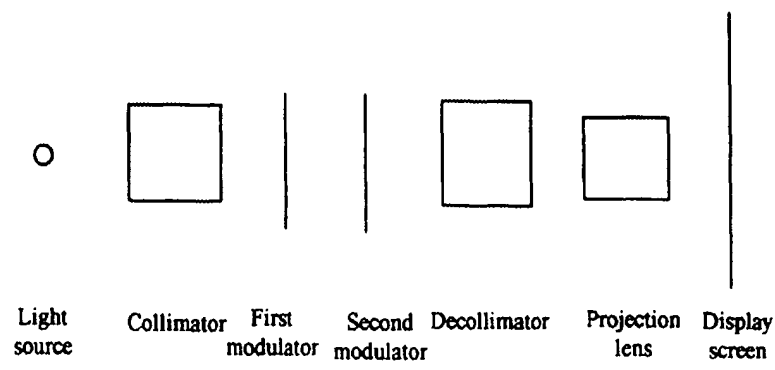 Light
source
Collimator
First
modulator
Second
modulator
Decollimator
Projection
lens
Display
screen